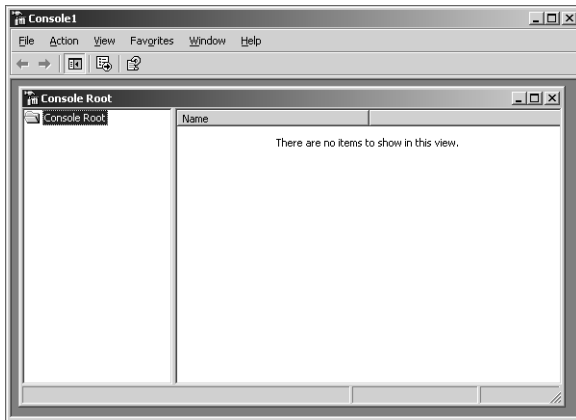 Console1
File Action View Favorites Window Help
Console Root
Console Root
Name
There are no items to show in this view.